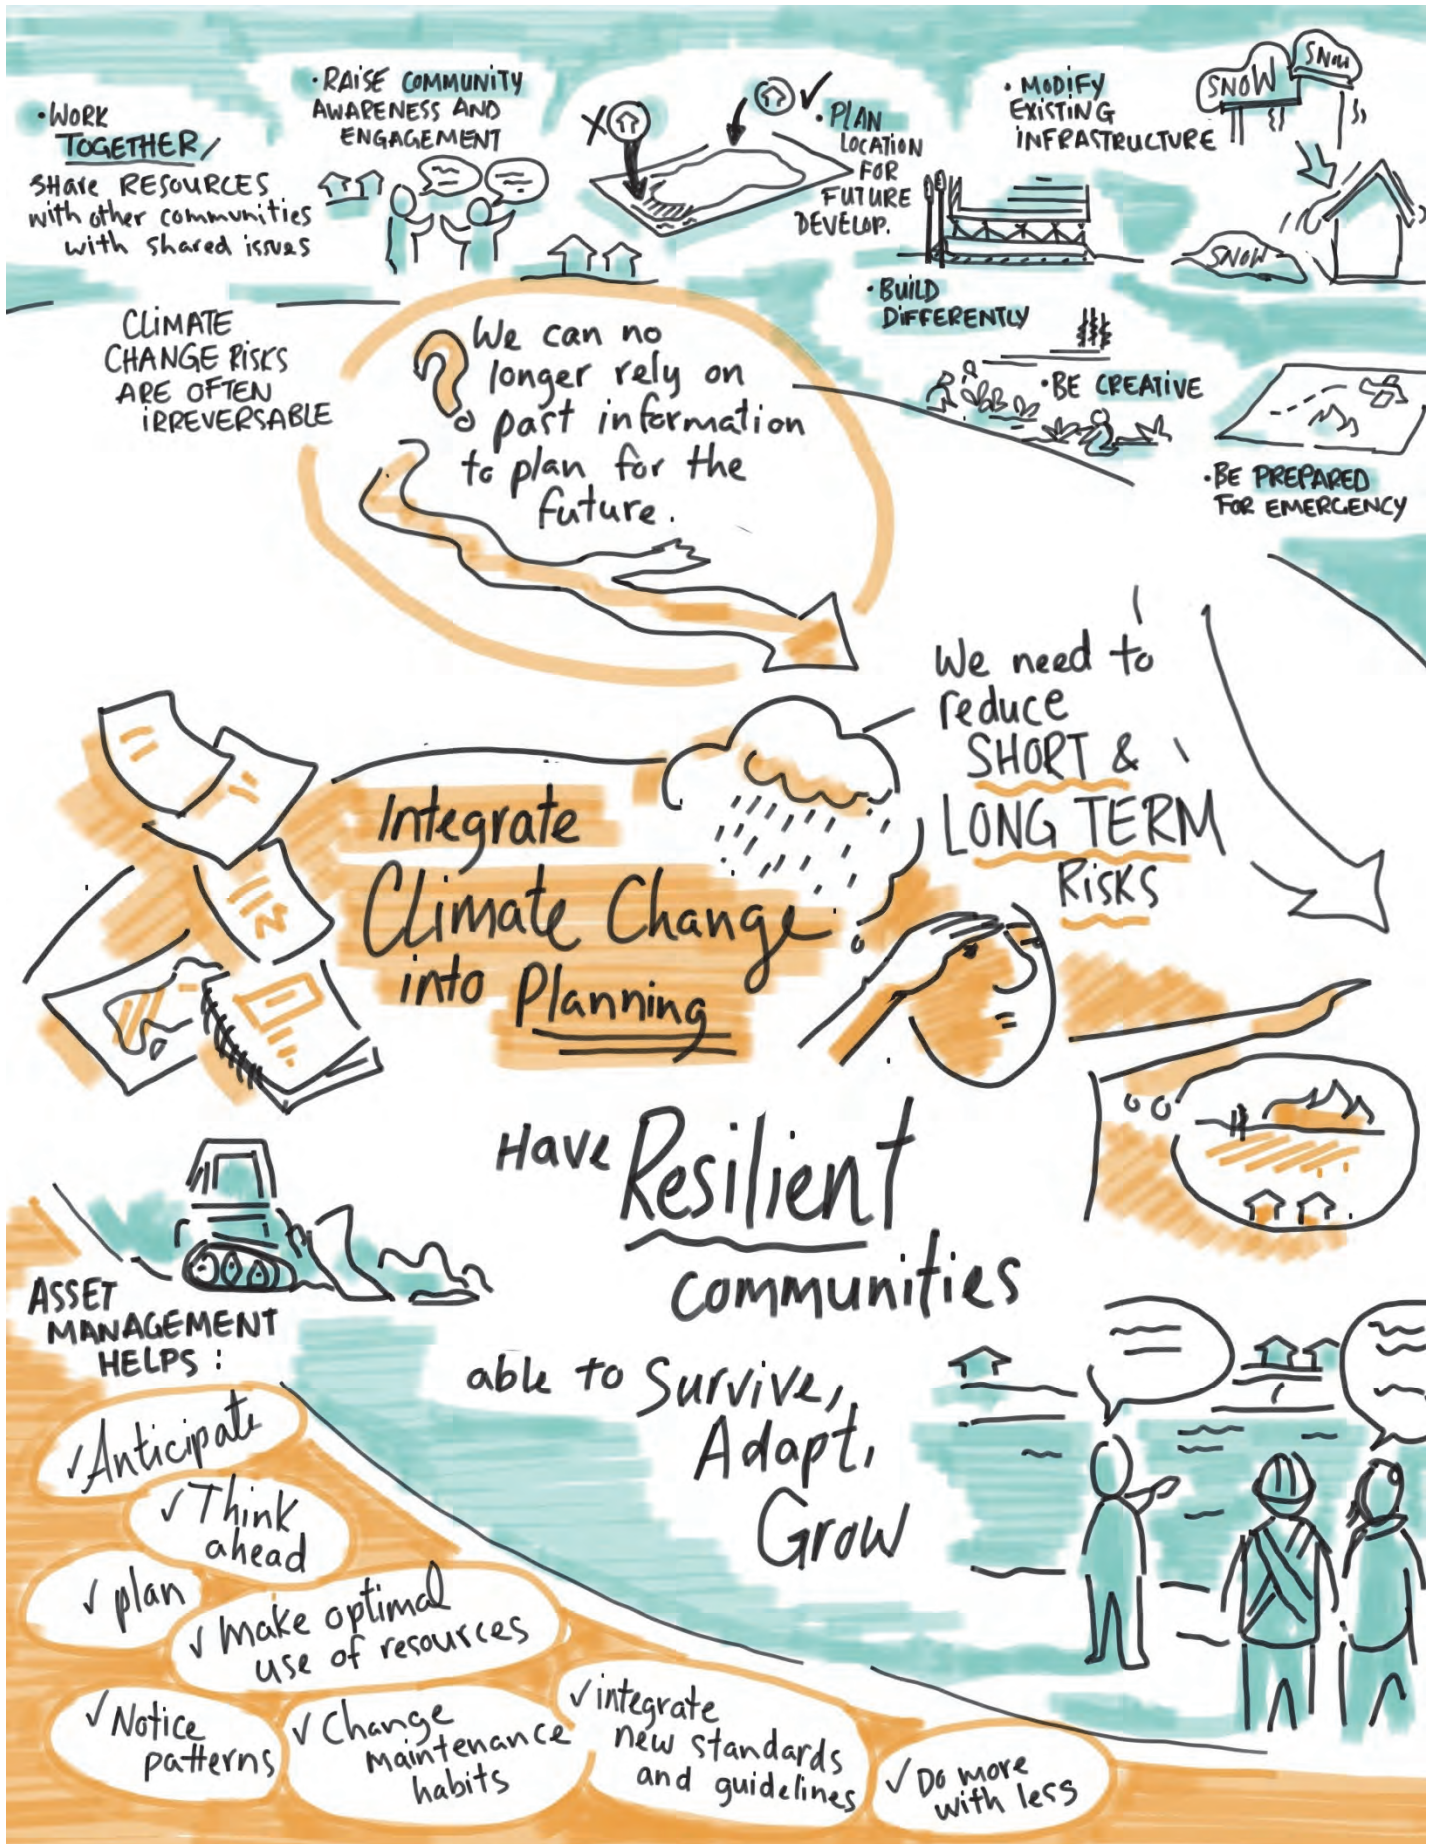 • WORK
TOGETHER/
SHare RESOURCES
with other communities
with shared issues
• RAISE COMMUNITY
AWARENESS AND
ENGAGEMENT
• PLAN
LOCATION
FOR
FUTURE
DEVELOP.
• MODIFY
EXISTING
INFRASTRUCTURE
SNOW
SNOW
SNOW
• BUILD
DIFFERENTLY
• BE CREATIVE
• BE PREPARED
FOR EMERGENCY
CLIMATE
CHANGE RISKS
ARE OFTEN
IRREVERSABLE
?
We can no
longer rely on
past information
to plan for the
future.
We need to
reduce
SHORT &
LONG TERM
RISKS
Integrate
Climate Change
into Planning
Have Resilient
communities
able to Survive,
Adapt,
Grow
ASSET
MANAGEMENT
HELPS:
✓ Anticipate
✓ Think
ahead
✓ plan
✓ make optimal
use of resources
✓ Notice
patterns
✓ Change
maintenance
habits
✓ integrate
new standards
and guidelines
✓ Do more
with less